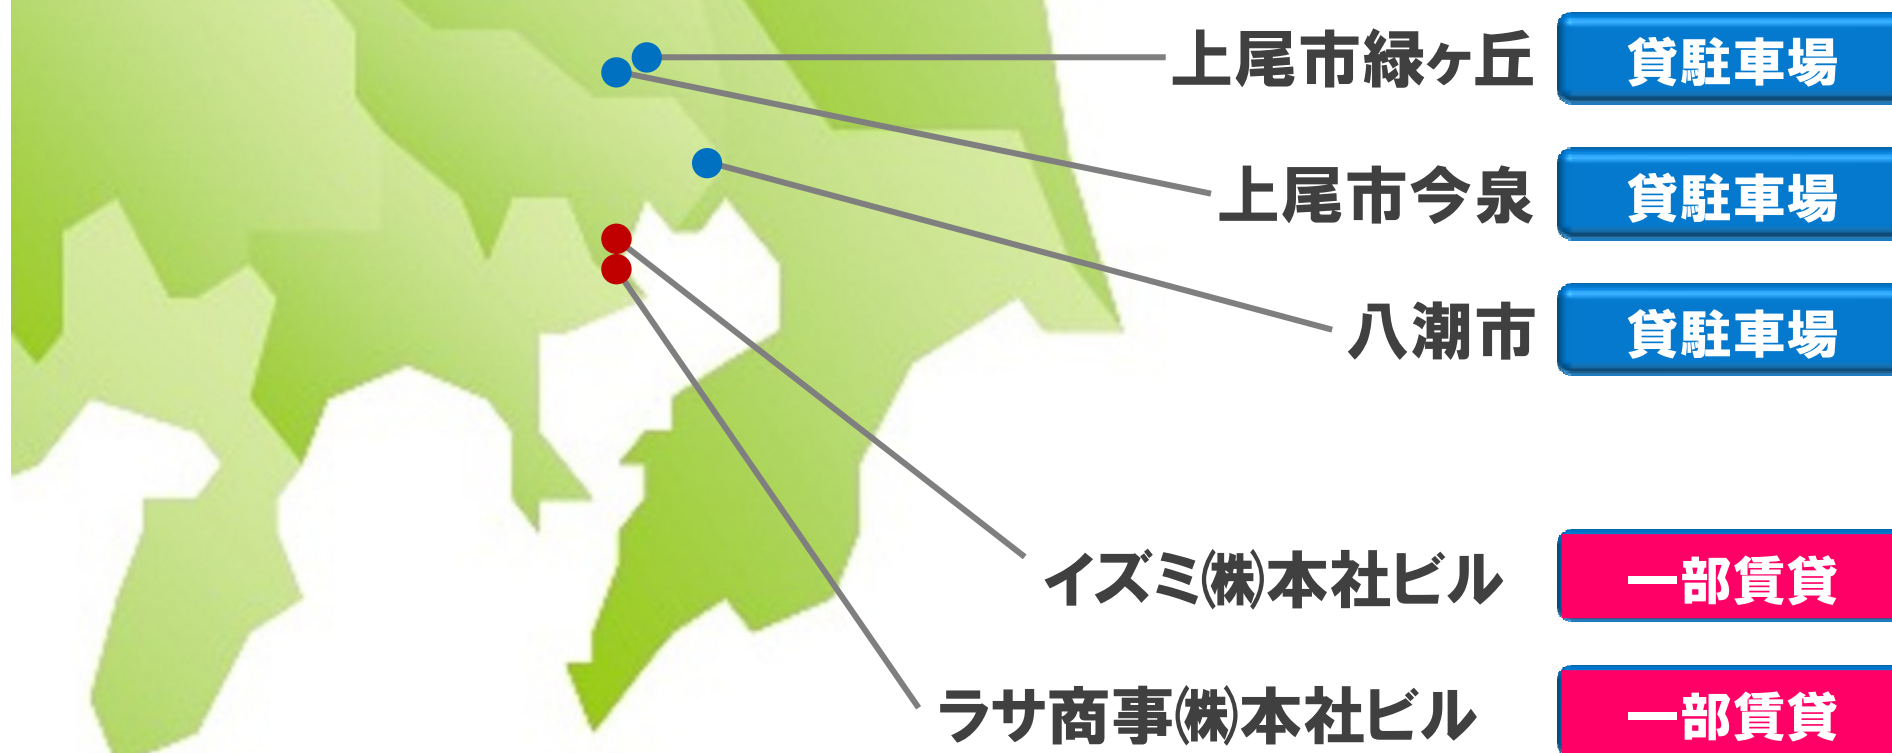 上尾市緑ヶ丘 貸駐車場
上尾市今泉 貸駐車場
八潮市 貸駐車場
イズミ㈱本社ビル 一部賃貸
ラサ商事㈱本社ビル 一部賃貸